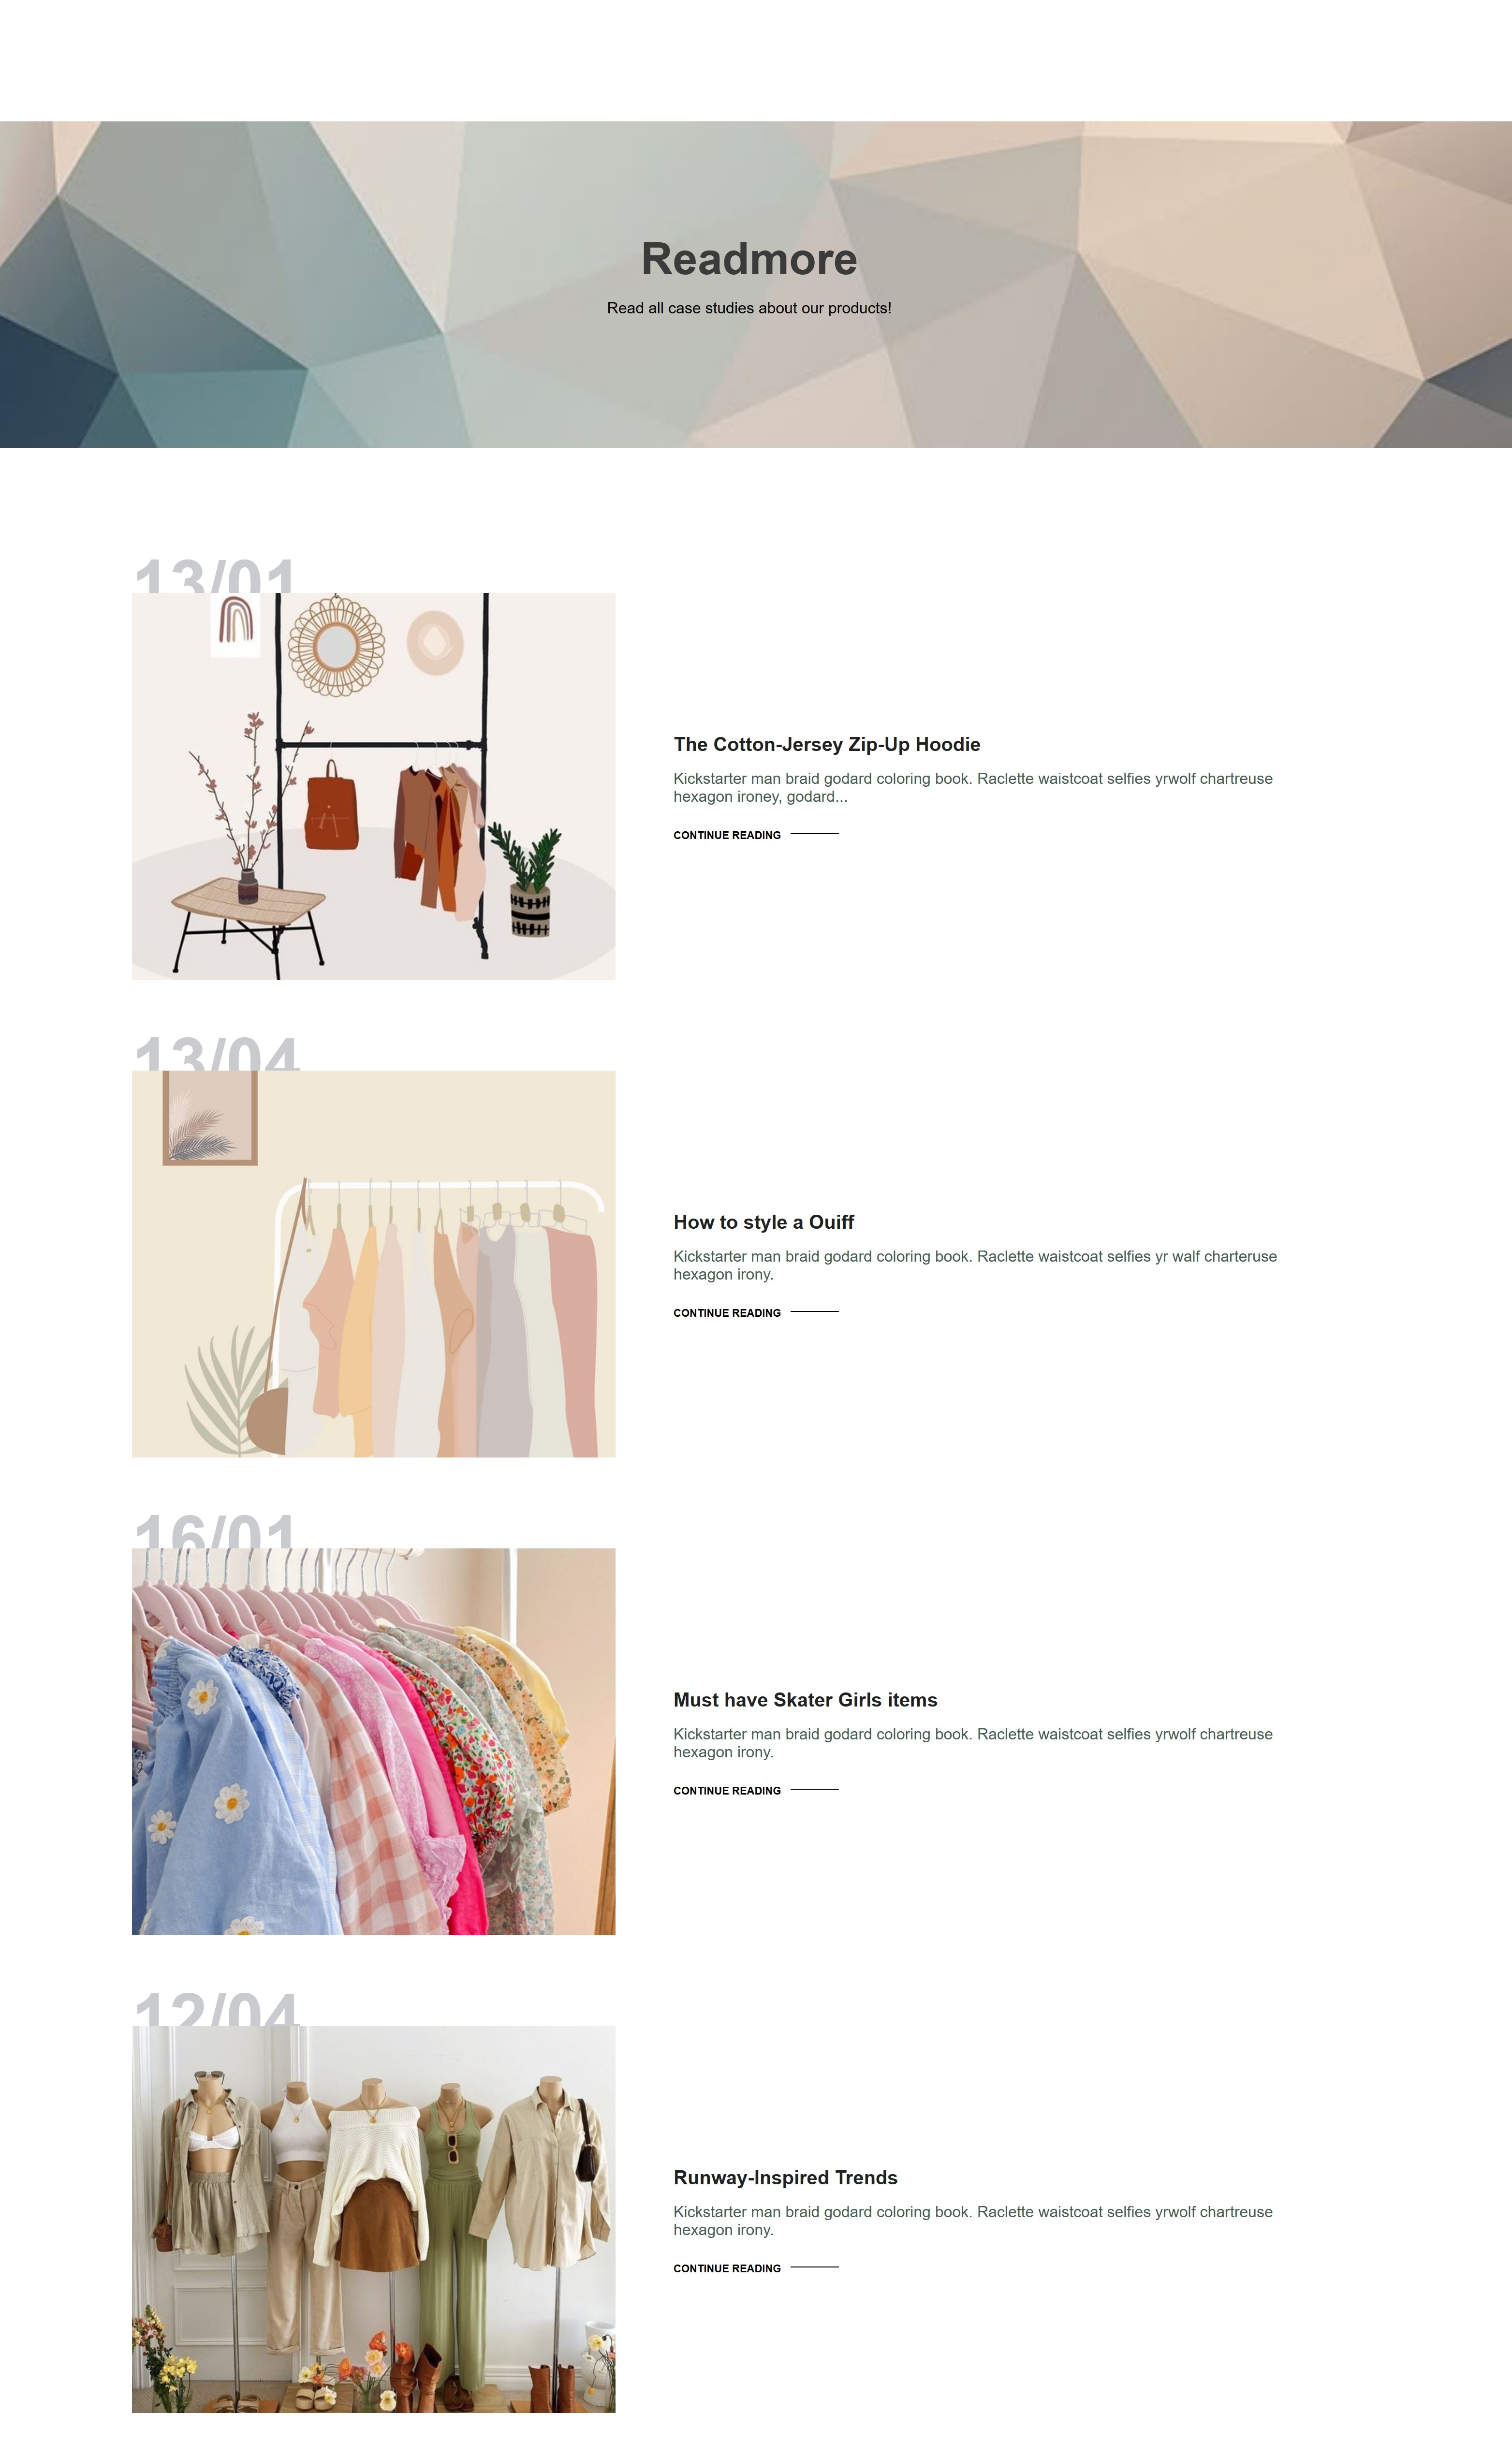 Readmore
Read all case studies about our products!
13/01
The Cotton-Jersey Zip-Up Hoodie
Kickstarter man braid godard coloring book. Raclette waistcoat selfies yrwolf chartreuse
hexagon ironey, godard...
CONTINUE READING
13/04
How to style a Ouiff
Kickstarter man braid godard coloring book. Raclette waistcoat selfies yr walf charteruse
hexagon irony.
CONTINUE READING
16/01
Must have Skater Girls items
Kickstarter man braid godard coloring book. Raclette waistcoat selfies yrwolf chartreuse
hexagon irony.
CONTINUE READING
12/04
Runway-Inspired Trends
Kickstarter man braid godard coloring book. Raclette waistcoat selfies yrwolf chartreuse
hexagon irony.
CONTINUE READING